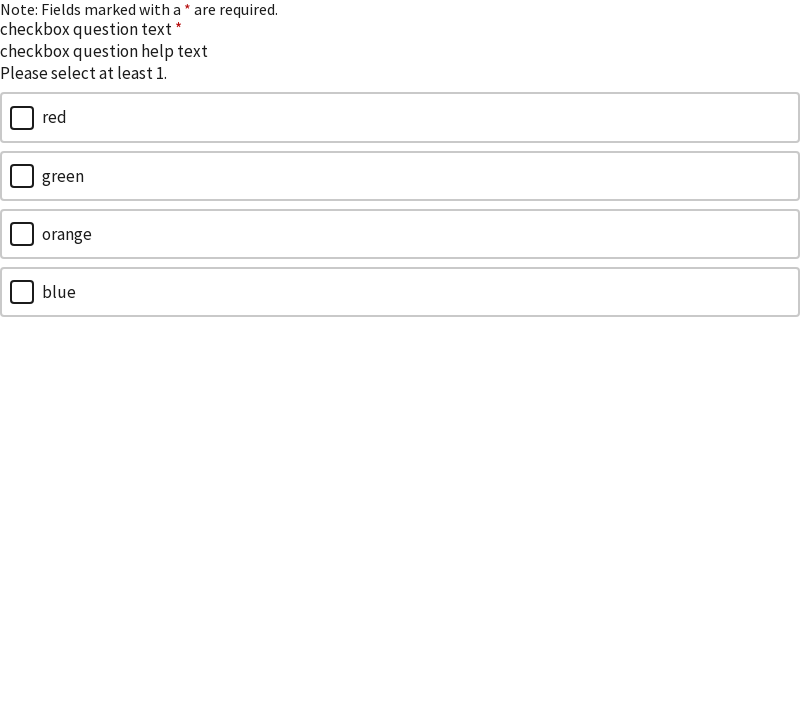 Note: Fields marked with a * are required.
checkbox question text *
checkbox question help text
Please select at least 1.
red
green
orange
blue